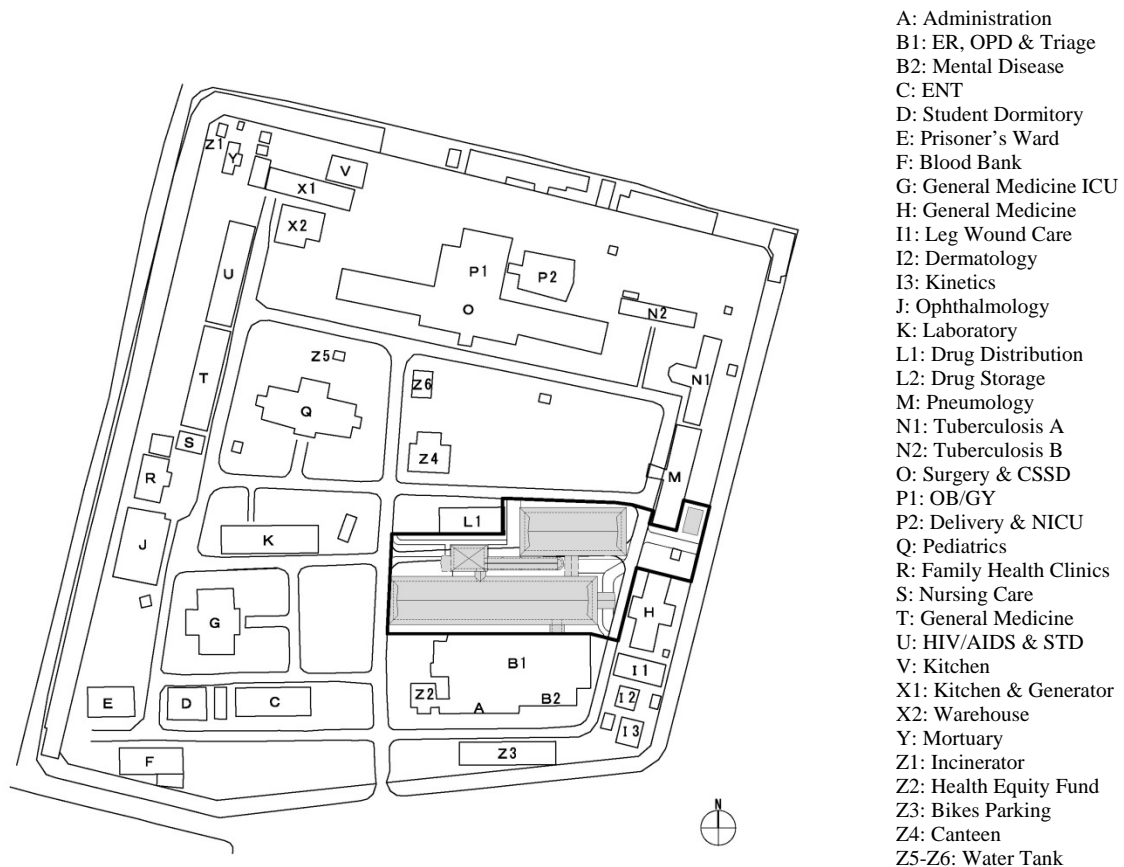 A: Administration
B1: ER, OPD & Triage
B2: Mental Disease
C: ENT
D: Student Dormitory
E: Prisoner's Ward
F: Blood Bank
G: General Medicine ICU
H: General Medicine
I1: Leg Wound Care
I2: Dermatology
I3: Kinetics
J: Ophthalmology
K: Laboratory
L1: Drug Distribution
L2: Drug Storage
M: Pneumology
N1: Tuberculosis A
N2: Tuberculosis B
O: Surgery & CSSD
P1: OB/GY
P2: Delivery & NICU
Q: Pediatrics
R: Family Health Clinics
S: Nursing Care
T: General Medicine
U: HIV/AIDS & STD
V: Kitchen
X1: Kitchen & Generator
X2: Warehouse
Y: Mortuary
Z1: Incinerator
Z2: Health Equity Fund
Z3: Bikes Parking
Z4: Canteen
Z5-Z6: Water Tank
Z1
Y
V
X1
X2
U
P1
P2
O
N2
Z5
T
Z6
N1
Q
S
Z4
R
M
L1
K
J
G
H
B1
I1
Z2
B2
A
I2
E
D
C
I3
Z3
F
N